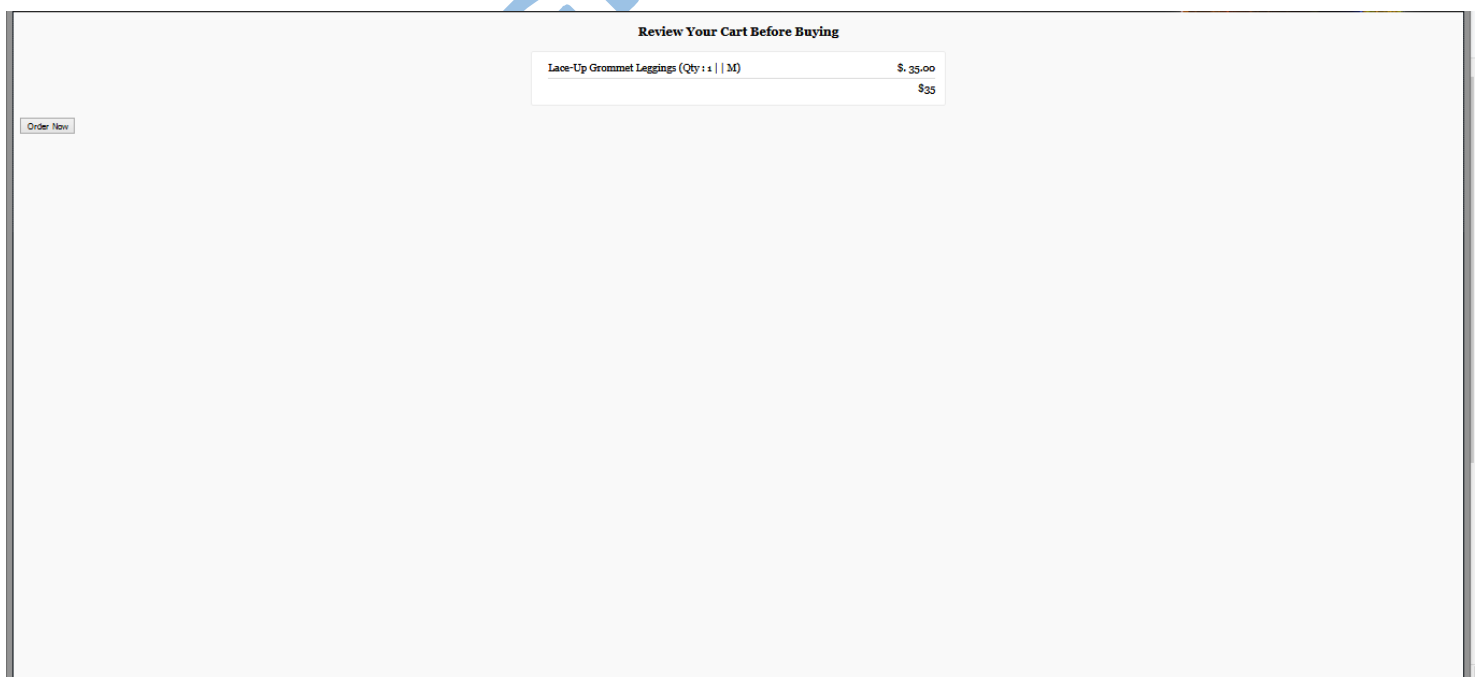 Review Your Cart Before Buying
Lace-Up Grommet Leggings (Qty : 1 | | M) $. 35.00
$35
Order Now